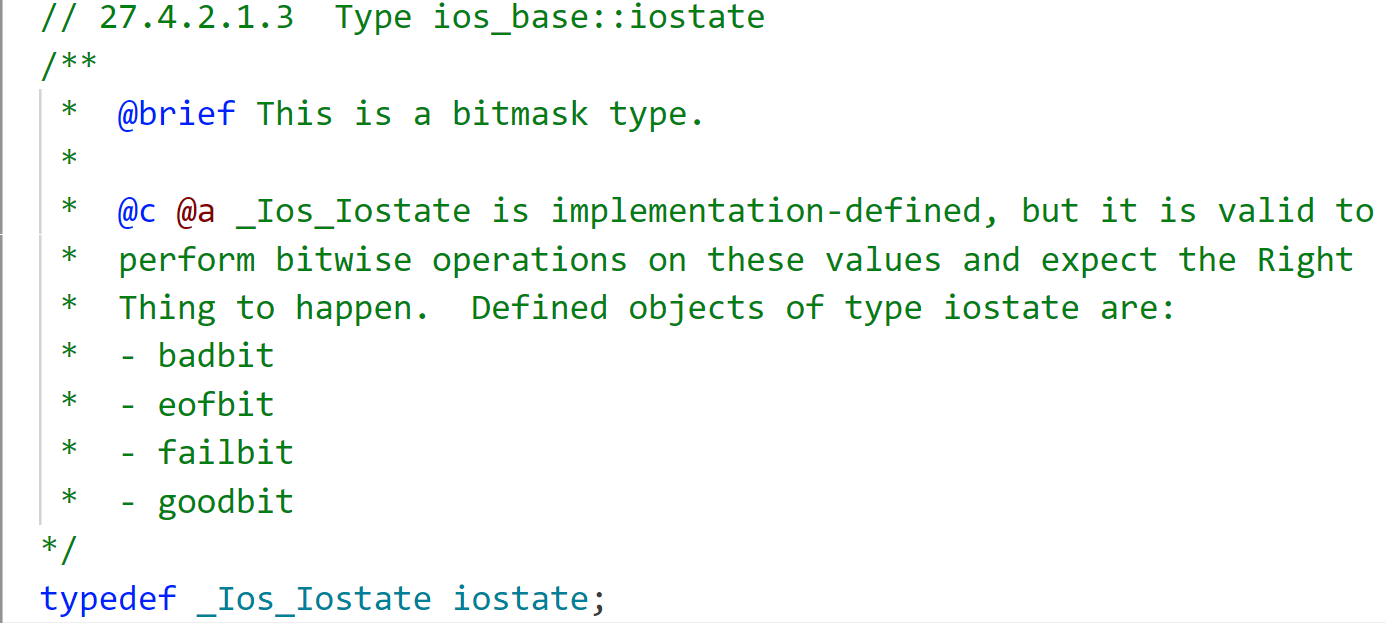 // 27.4.2.1.3  Type ios_base::iostate
/**
 *  @brief This is a bitmask type.
 *
 *  @c @a _Ios_Iostate is implementation-defined, but it is valid to
 *  perform bitwise operations on these values and expect the Right
 *  Thing to happen.  Defined objects of type iostate are:
 *  - badbit
 *  - eofbit
 *  - failbit
 *  - goodbit
*/
typedef _Ios_Iostate iostate;